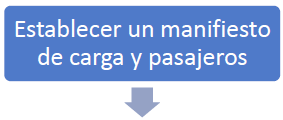 Establecer un manifiesto
de carga y pasajeros